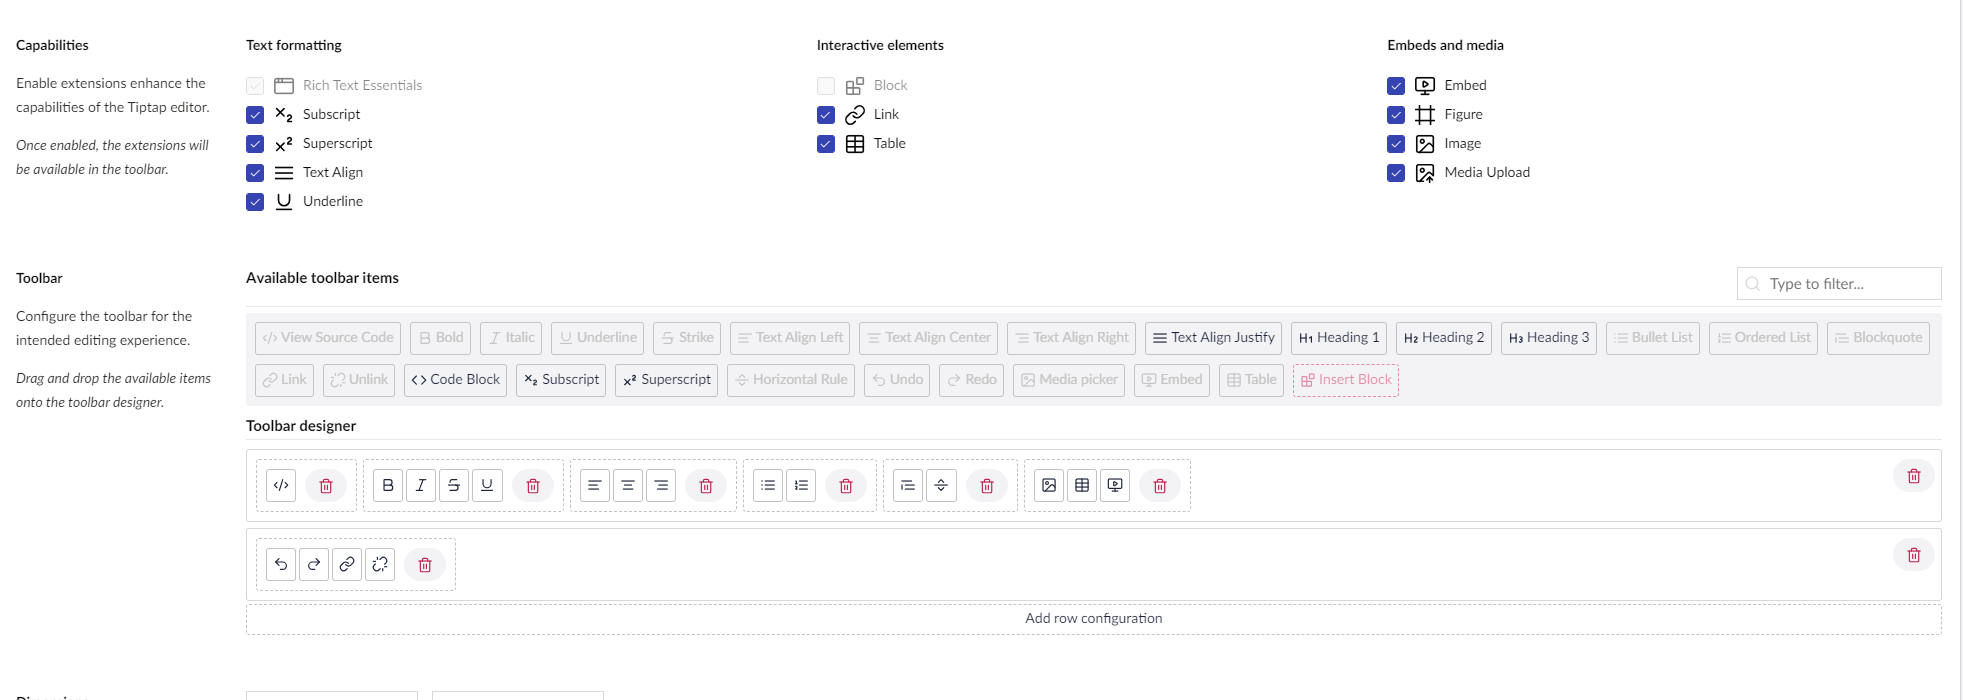 Capabilities
Enable extensions enhance the
capabilities of the Tiptap editor.
Once enabled, the extensions will
be available in the toolbar.
Text formatting
Rich Text Essentials
Subscript
Superscript
Text Align
Underline
Interactive elements
Block
Link
Table
Embeds and media
Embed
Figure
Image
Media Upload
Toolbar
Configure the toolbar for the
intended editing experience.
Drag and drop the available items
onto the toolbar designer.
Available toolbar items
Type to filter...
View Source Code Bold Italic Underline Strike Text Align Left Text Align Center Text Align Right Text Align Justify H1 Heading 1 H2 Heading 2 H3 Heading 3 Bullet List Ordered List Blockquote
Link Unlink Code Block Subscript Superscript Horizontal Rule Undo Redo Media picker Embed Table Insert Block
Toolbar designer
Add row configuration